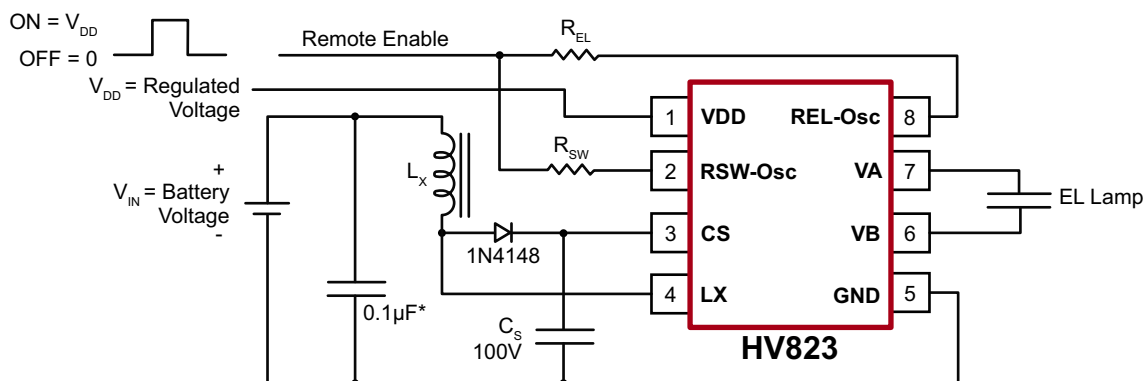 ON = VDD
OFF = 0
Remote Enable
REL
VDD = Regulated
Voltage
1
VDD
REL-Osc
8
RSW
2
RSW-Osc
VA
7
LX
+
VIN = Battery
Voltage
-
EL Lamp
3
CS
VB
6
1N4148
4
LX
GND
5
0.1µF*
CS
100V
HV823